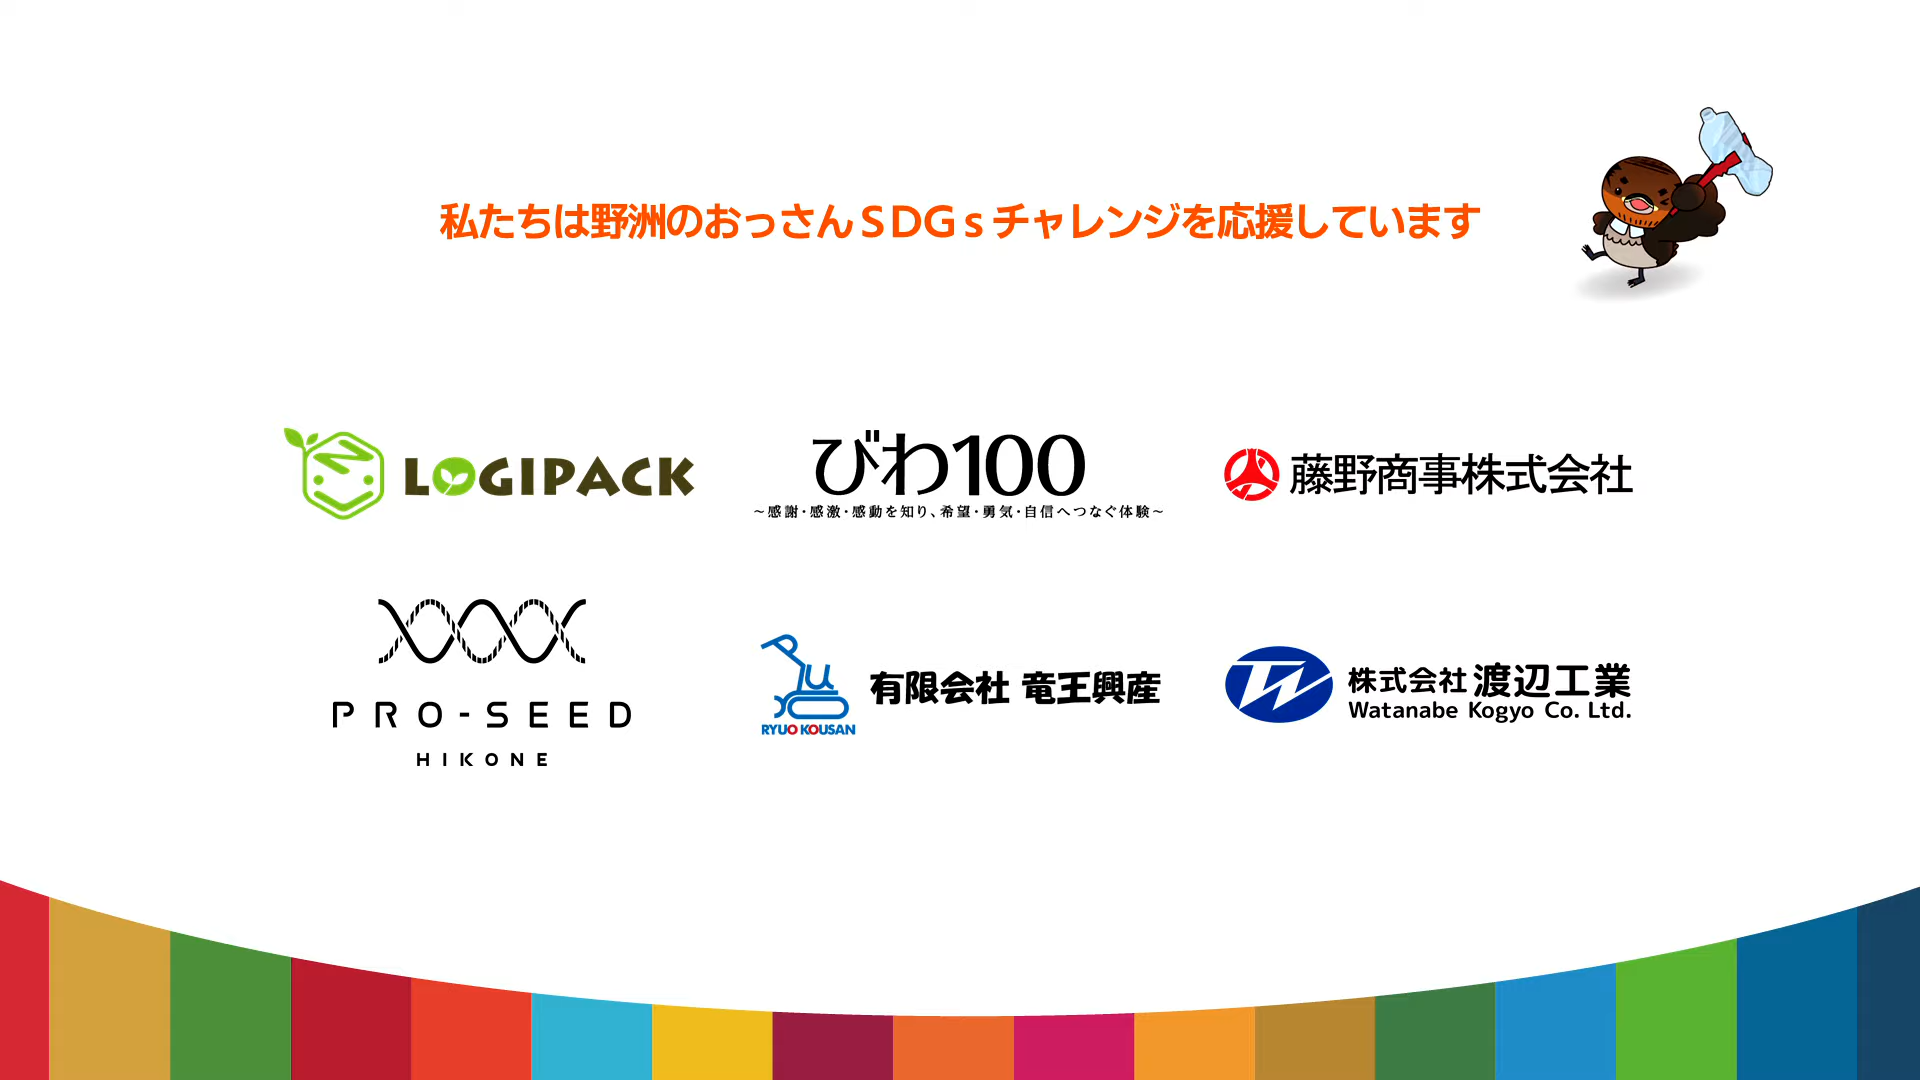 私たちは野洲のおっさんＳＤＧｓチャレンジを応援しています
LOGIPACK
びわ100
～感謝・感激・感動を知り、希望・勇気・自信へつなぐ体験～
藤野商事株式会社
PRO-SEED
HIKONE
Ryu
RYUO KOUSAN
有限会社 竜王興産
TW
株式会社 渡辺工業
Watanabe Kogyo Co. Ltd.